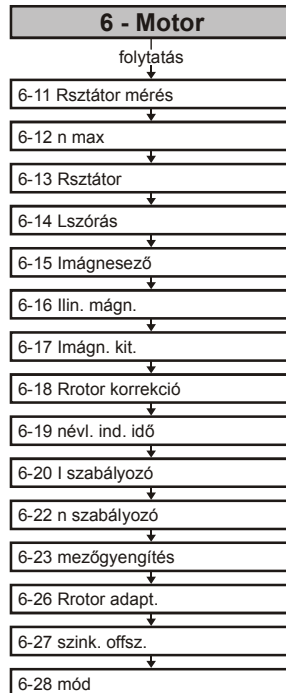 6 - Motor
folytatás
6-11 Rsztátor mérés
6-12 n max
6-13 Rsztátor
6-14 Lszórás
6-15 Imágnesező
6-16 Ilin. mágn.
6-17 Imágn. kit.
6-18 Rrotor korrekció
6-19 névl. ind. idő
6-20 I szabályozó
6-22 n szabályozó
6-23 mezőgyengítés
6-26 Rrotor adapt.
6-27 szink. offsz.
6-28 mód